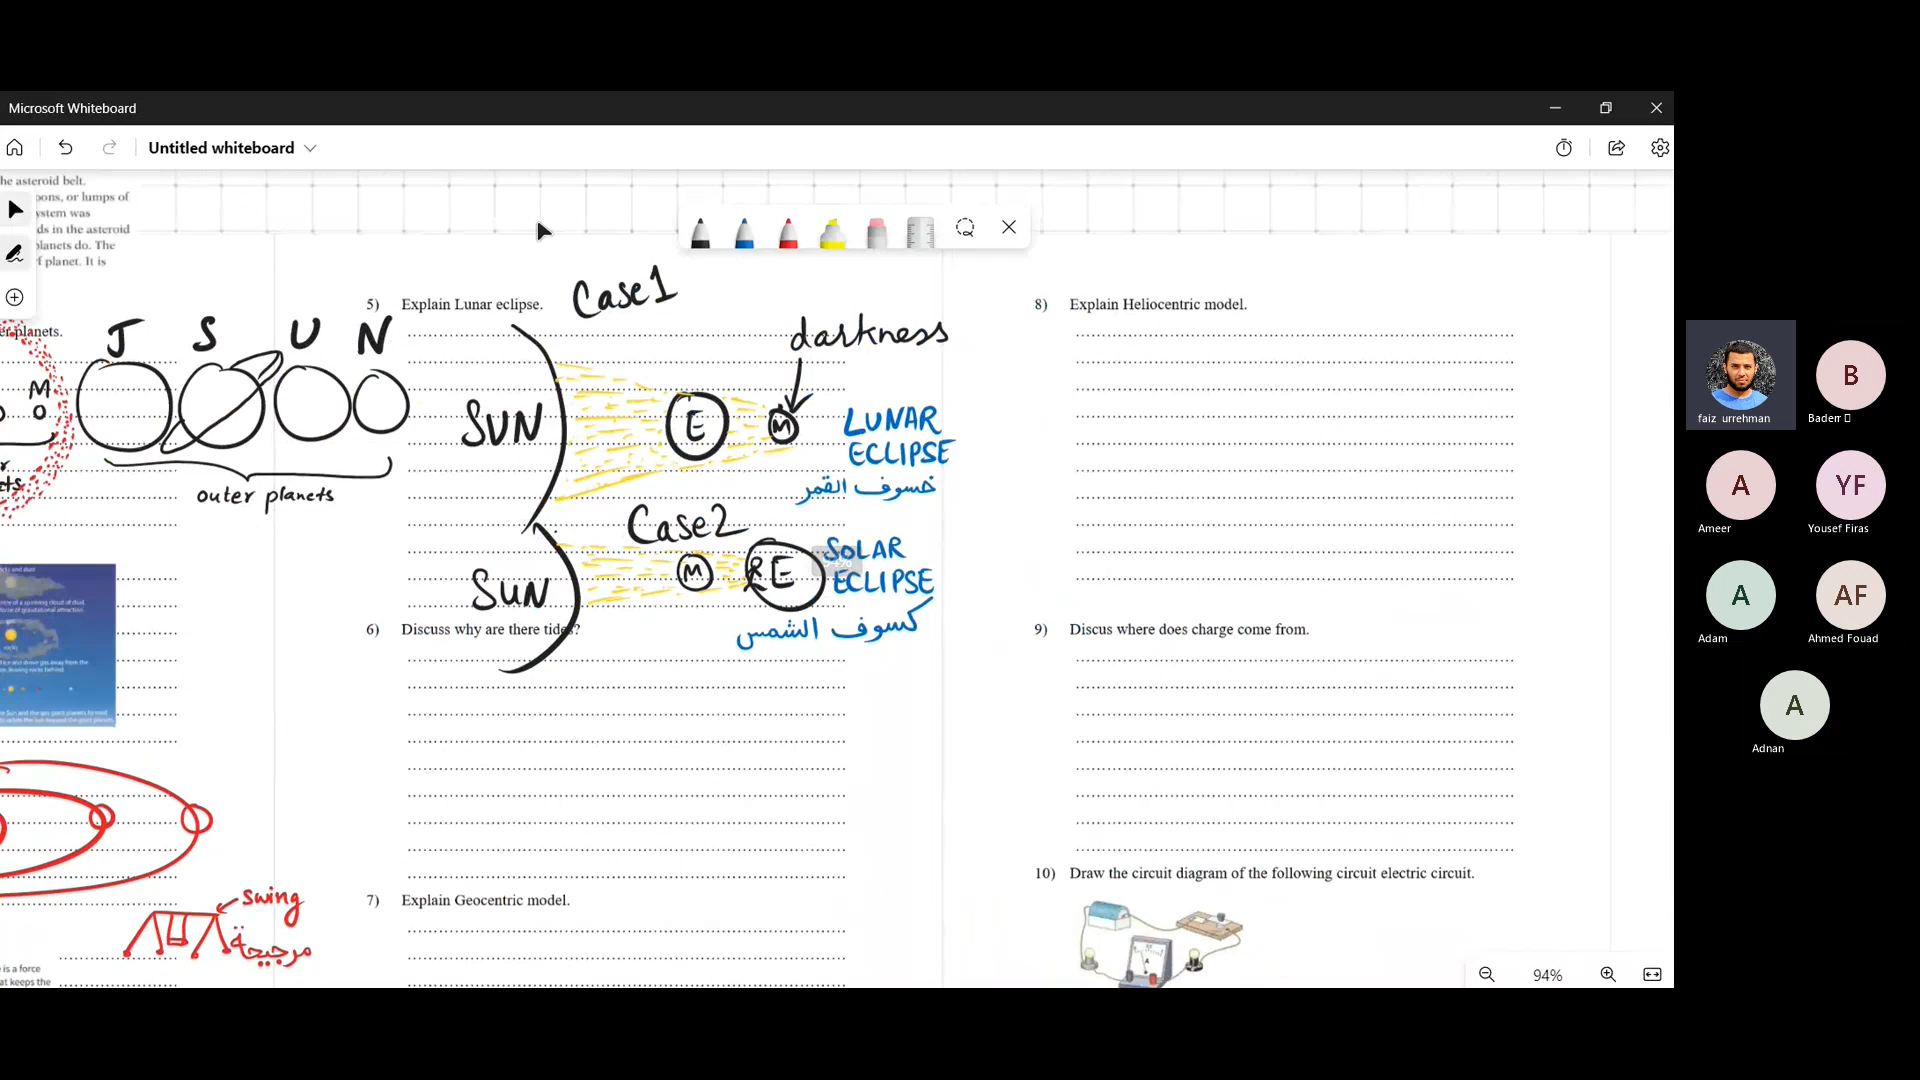 Microsoft Whiteboard
Untitled whiteboard
he asteroid belt.
oons, or lumps of
ystem was
ds in the asteroid
planets do. The
f planet. It is
planets.
J S U N
M
outer planets
swing
مرجيحة
is a force
at keeps the
5) Explain Lunar eclipse.
Case1
darkness
SUN
E
M
LUNAR
ECLIPSE
خسوف القمر
Case2
SUN
M
RE
SOLAR
ECLIPSE
كسوف الشمس
6) Discuss why are there tides?
7) Explain Geocentric model.
8) Explain Heliocentric model.
9) Discus where does charge come from.
10) Draw the circuit diagram of the following circuit electric circuit.
A
94%
faiz urrehman
B
Baderr
A
Ameer
YF
Yousef Firas
A
Adam
AF
Ahmed Fouad
A
Adnan